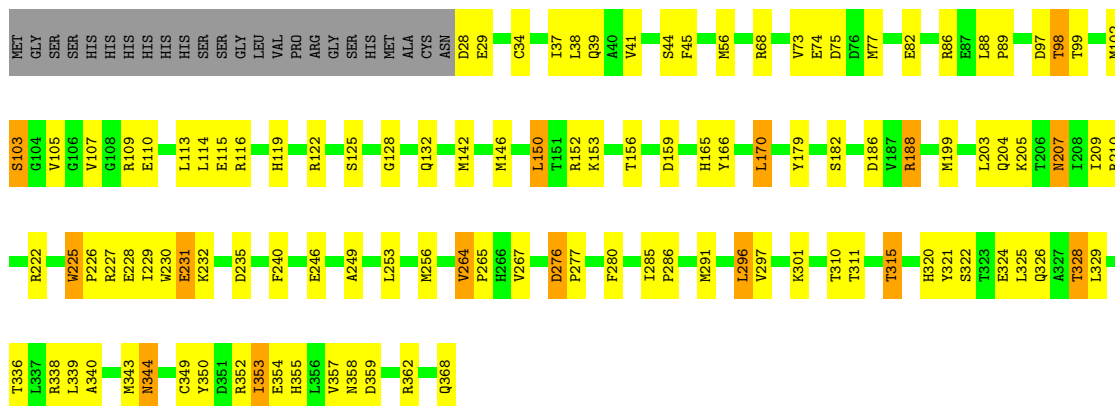 MET GLY SER SER HIS HIS HIS HIS HIS HIS SER SER GLY LEU VAL PRO ARG GLY SER HIS MET ALA CYS ASN D28 E29 C34 I37 L38 Q39 A40 V41 S44 F45 M56 R68 V73 E74 D75 D76 M77 E82 R86 E87 L88 P89 D97 T98 T99 M102
S103 G104 V105 G106 V107 G108 R109 E110 L113 L114 E115 R116 H119 R122 S125 G128 Q132 M142 M146 L150 T151 R152 K153 T156 D159 H165 Y166 L170 Y179 S182 D186 V187 R188 M199 L203 Q204 K205 T206 N207 I208 I209
R222 W225 P226 R227 E228 I229 W230 E231 K232 D235 F240 E246 A249 L253 M256 V264 P265 H266 V267 D276 P277 F280 I285 P286 M291 L296 V297 K301 T310 T311 T315 H320 Y321 S322 T323 E324 L325 Q326 A327 T328 L329
T336 L337 R338 L339 A340 M343 N344 C349 Y350 D351 R352 I353 E354 H355 L356 V357 N358 D359 R362 Q368